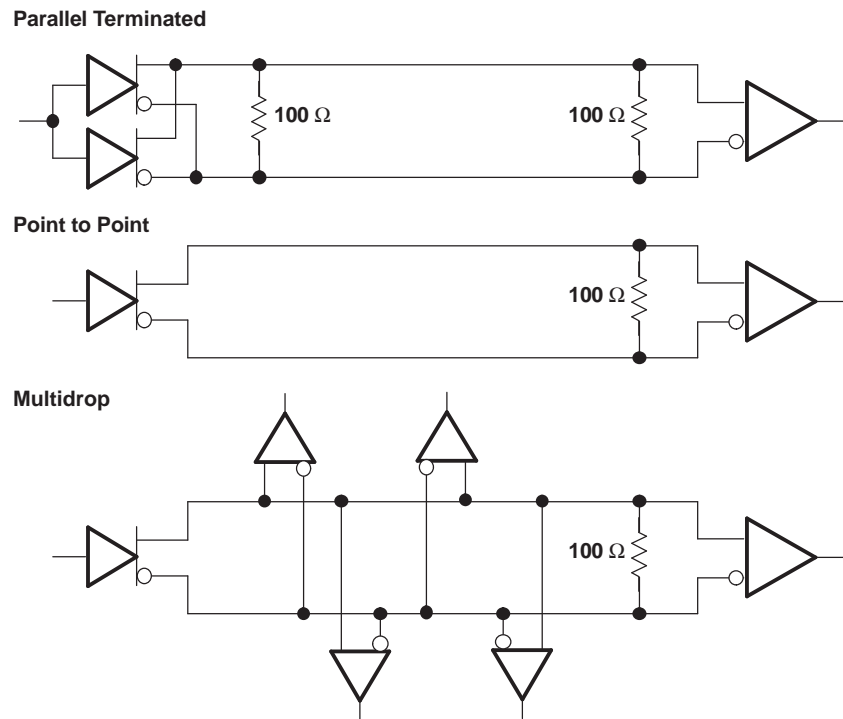 Parallel Terminated
100 Ω
100 Ω
Point to Point
100 Ω
Multidrop
100 Ω